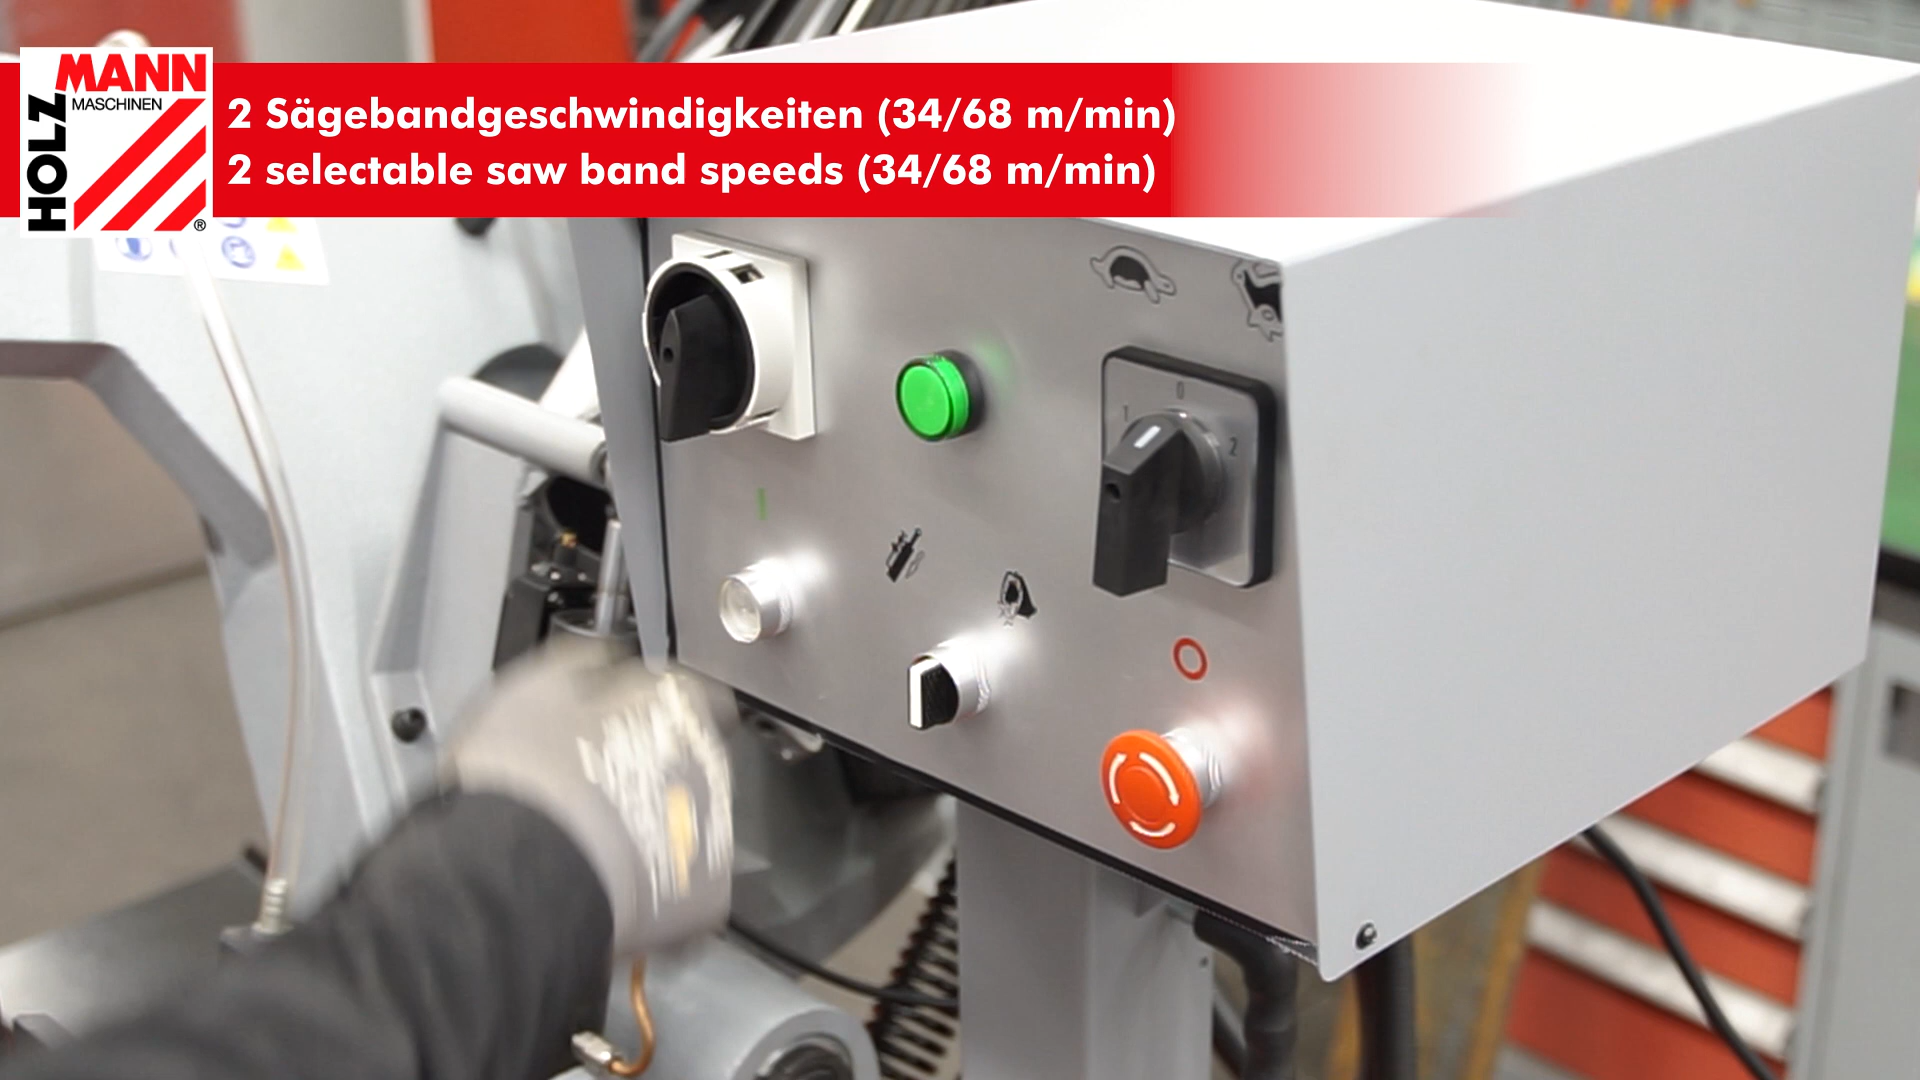 HOLZ
MANN
MASCHINEN
®
2 Sägebandgeschwindigkeiten (34/68 m/min)
2 selectable saw band speeds (34/68 m/min)
0
1
2